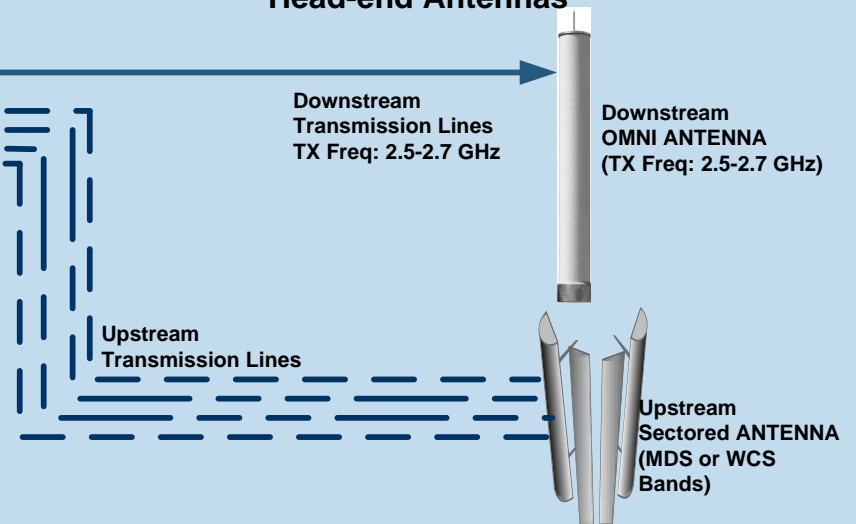 Head-end Antennas
Downstream
Transmission Lines
TX Freq: 2.5-2.7 GHz
Downstream
OMNI ANTENNA
(TX Freq: 2.5-2.7 GHz)
Upstream
Transmission Lines
Upstream
Sectored ANTENNA
(MDS or WCS
Bands)